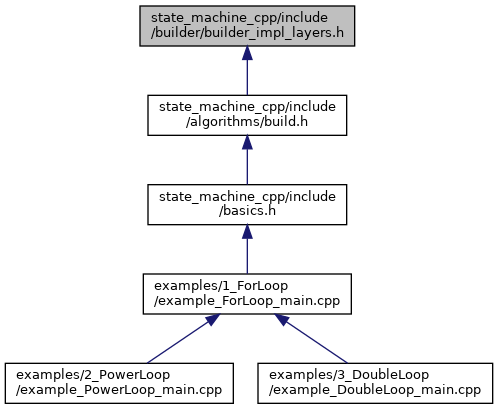 state_machine_cpp/include
/builder/builder_impl_layers.h
state_machine_cpp/include
/algorithms/build.h
state_machine_cpp/include
/basics.h
examples/1_ForLoop
/example_ForLoop_main.cpp
examples/2_PowerLoop
/example_PowerLoop_main.cpp
examples/3_DoubleLoop
/example_DoubleLoop_main.cpp